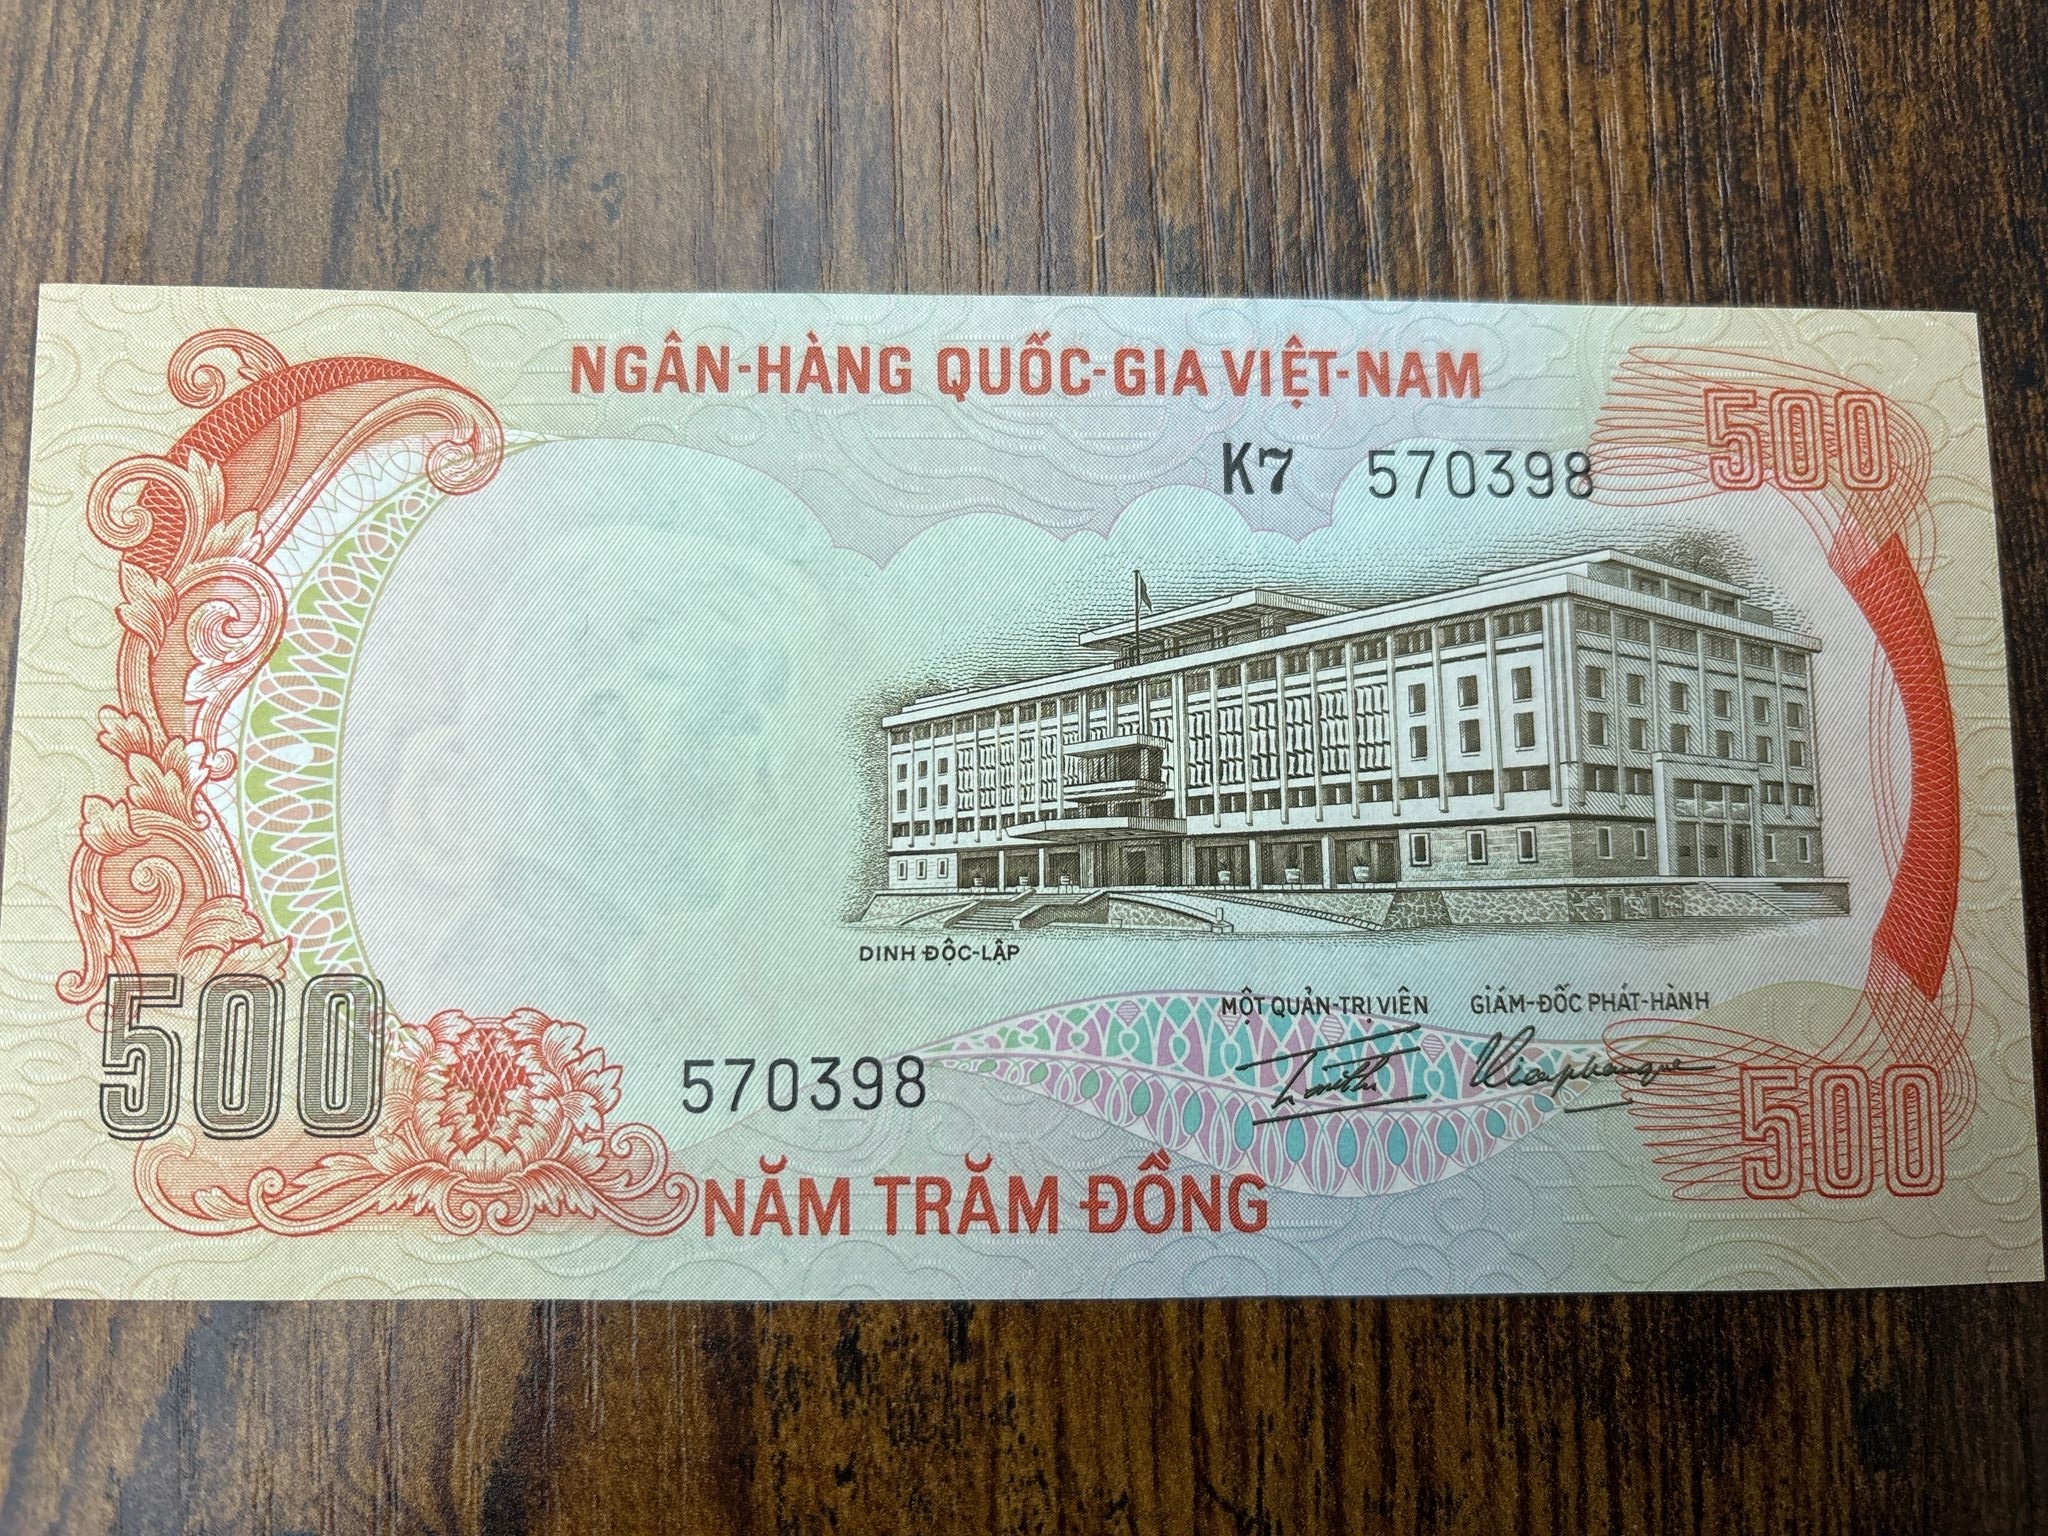 NGÂN-HÀNG QUỐC-GIA VIỆT-NAM
500
K7 570398
DINH ĐỘC-LẬP
MỘT QUẢN-TRỊ VIÊN GIÁM-ĐỐC PHÁT-HÀNH
500
570398
500
NĂM TRĂM ĐỒNG